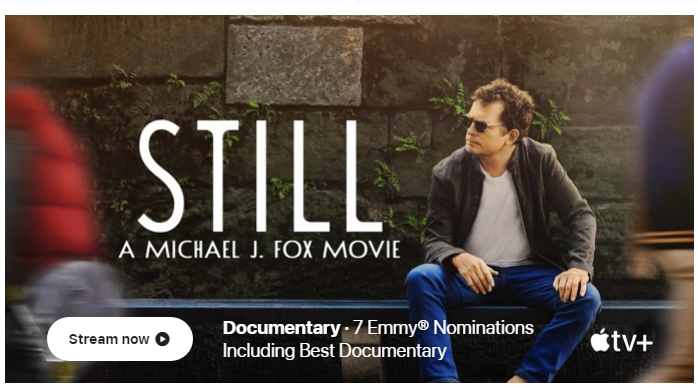 STILL
A MICHAEL J. FOX MOVIE
Stream now
Documentary · 7 Emmy® Nominations
Including Best Documentary
tv+